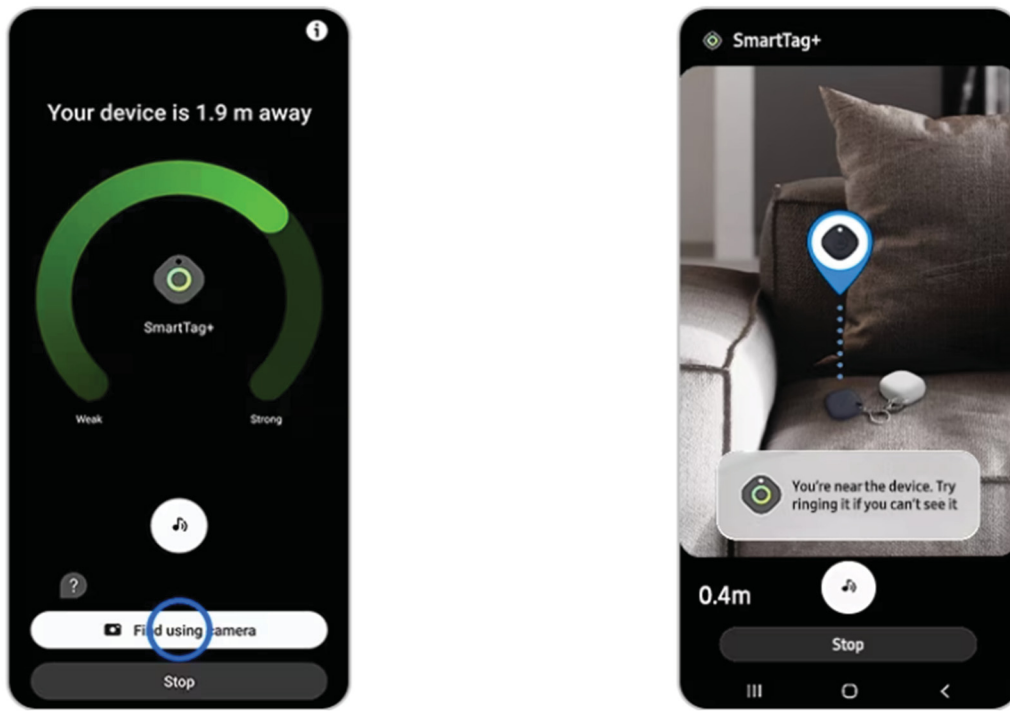 Your device is 1.9 m away
SmartTag+
Weak
Strong
?
Find using camera
Stop
SmartTag+
You're near the device. Try
ringing it if you can't see it
0.4m
Stop